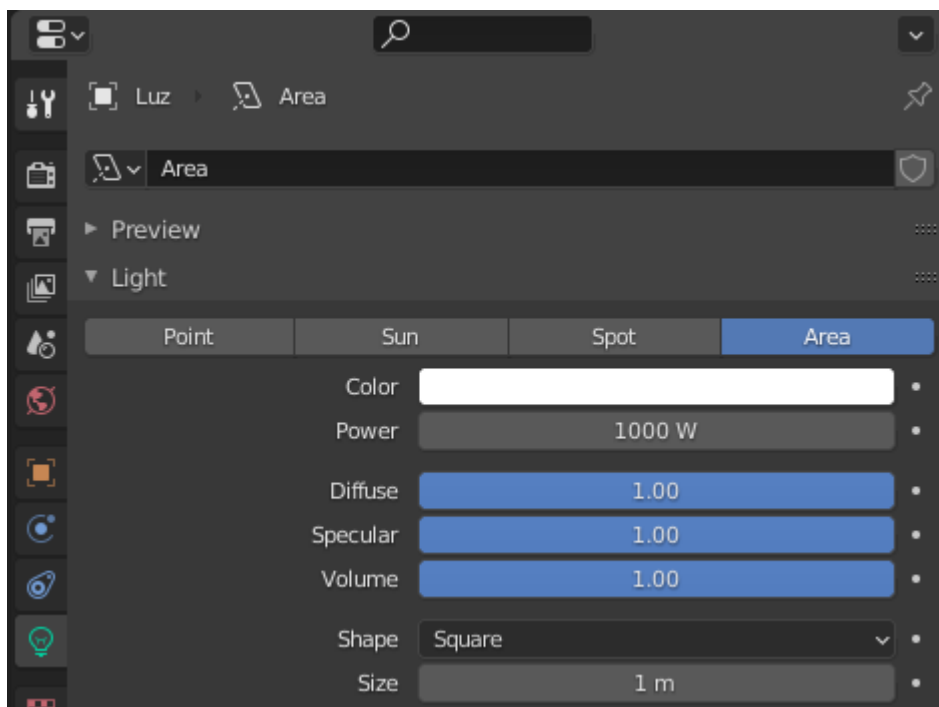 Luz Area
Area
Preview
Light
Point Sun Spot Area
Color
Power 1000 W
Diffuse 1.00
Specular 1.00
Volume 1.00
Shape Square
Size 1 m